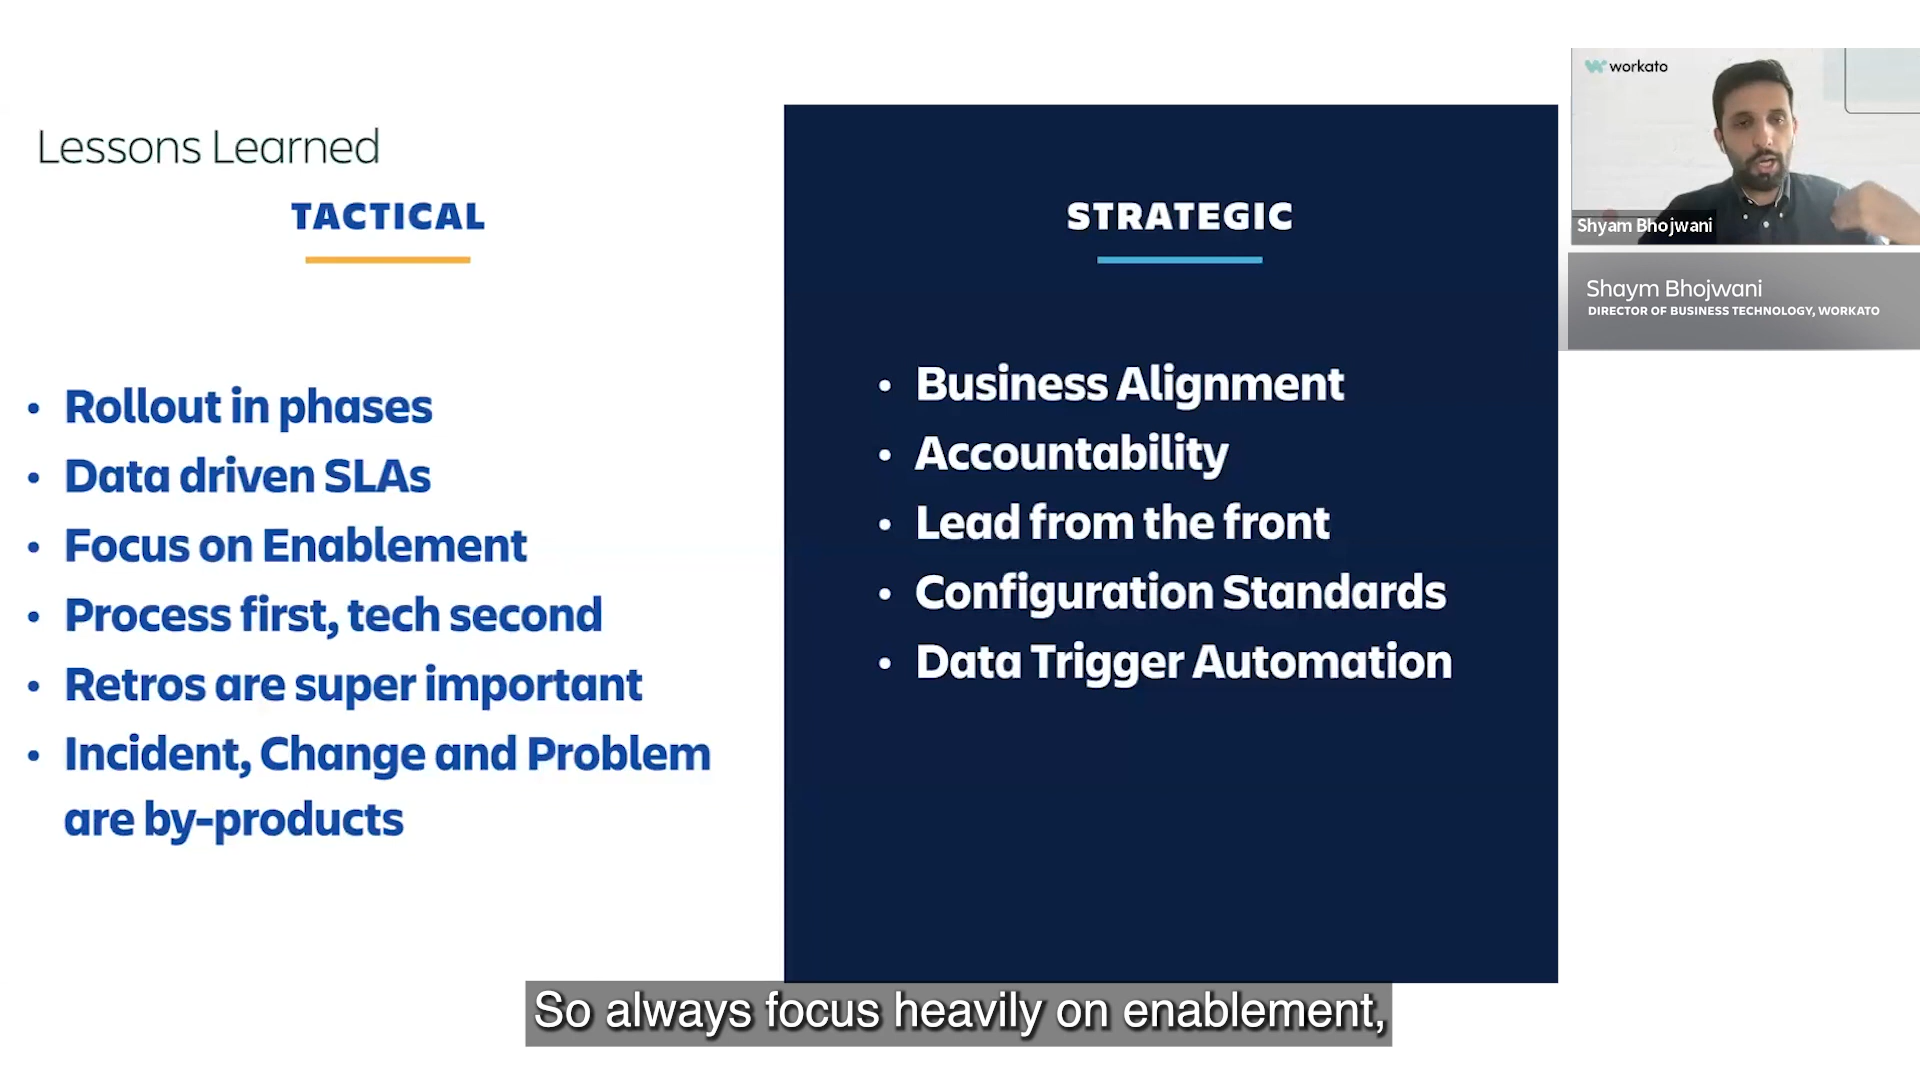 Lessons Learned
TACTICAL
• Rollout in phases
• Data driven SLAs
• Focus on Enablement
• Process first, tech second
• Retros are super important
• Incident, Change and Problem
are by-products
STRATEGIC
• Business Alignment
• Accountability
• Lead from the front
• Configuration Standards
• Data Trigger Automation
workato
Shyam Bhojwani
Shaym Bhojwani
DIRECTOR OF BUSINESS TECHNOLOGY, WORKATO
So always focus heavily on enablement,